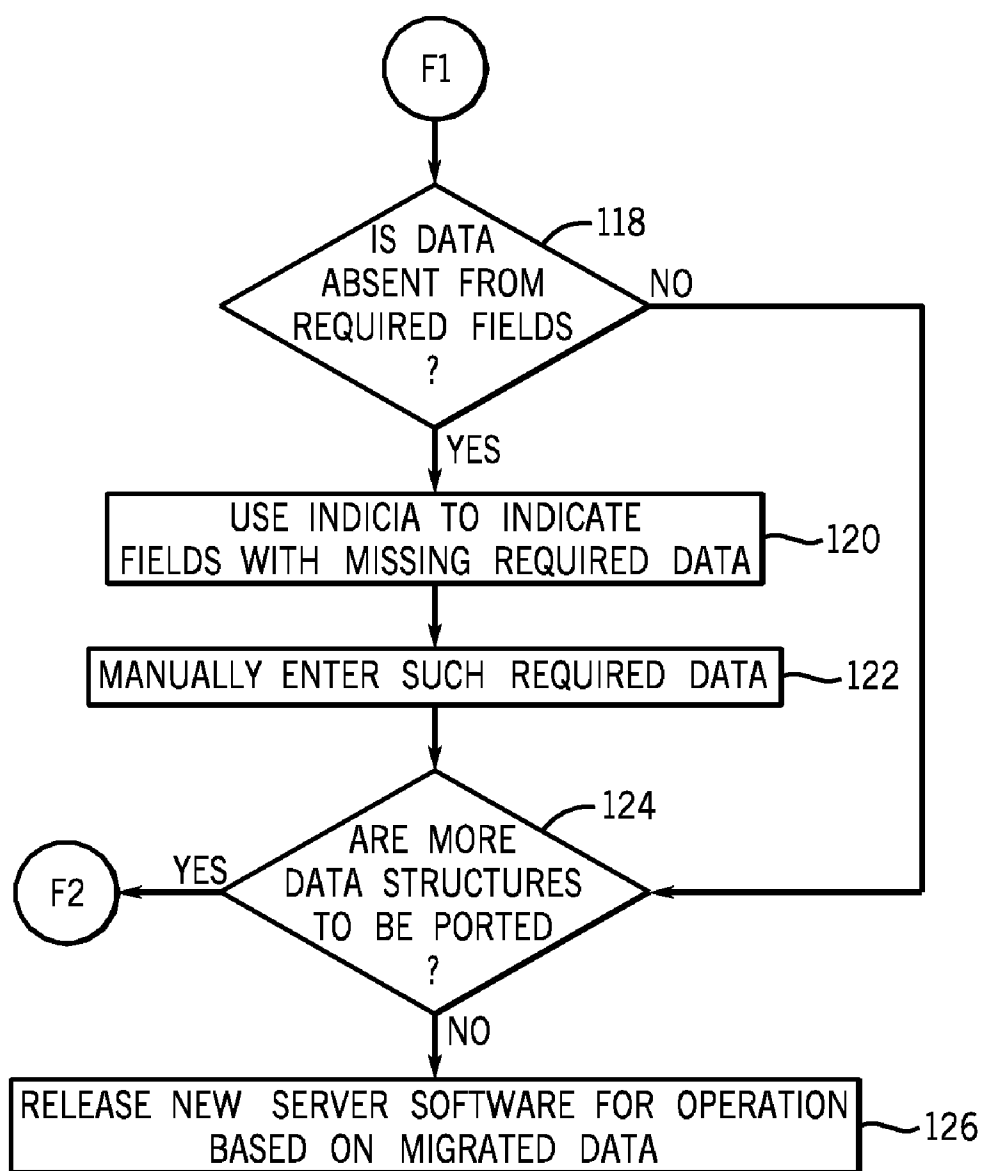 F1
IS DATA
ABSENT FROM
REQUIRED FIELDS
?
118
NO
YES
USE INDICIA TO INDICATE
FIELDS WITH MISSING REQUIRED DATA
120
MANUALLY ENTER SUCH REQUIRED DATA
122
124
ARE MORE
DATA STRUCTURES
TO BE PORTED
?
YES
F2
NO
RELEASE NEW SERVER SOFTWARE FOR OPERATION
BASED ON MIGRATED DATA
126